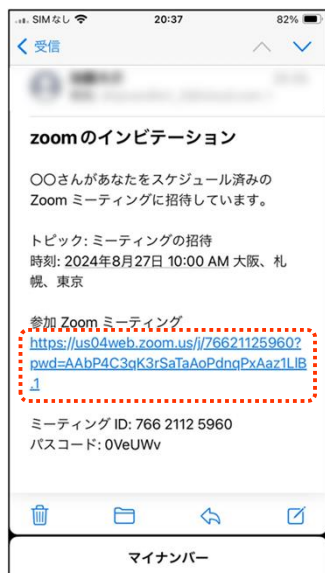 SIMなし 20:37 82%
受信
zoomのインビテーション
〇〇さんがあなたをスケジュール済みの
Zoom ミーティングに招待しています。
トピック: ミーティングの招待
時刻: 2024年8月27日 10:00 AM 大阪、札
幌、東京
参加 Zoom ミーティング
https://us04web.zoom.us/j/76621125960?
pwd=AAbP4C3qK3rSaTaAoPdnqPxAaz1LlB
.1
ミーティング ID: 766 2112 5960
パスコード: 0VeUWv
マイナンバー